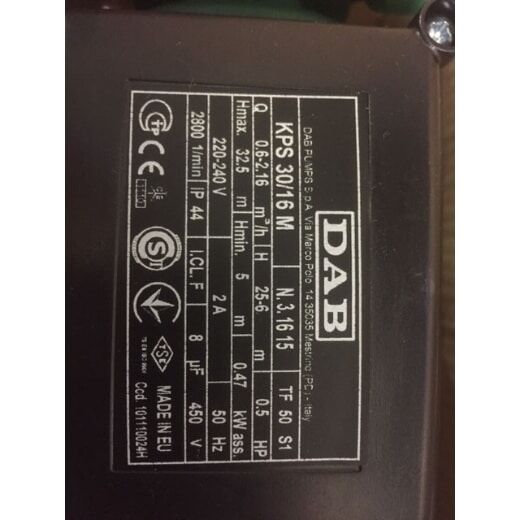 DAB
DAB PUMPS S.p.A. Via Marco Polo, 14 35035 Mestrino (PD) - Italy
KPS 30/16 M N. 3.16 15 TF 50 S1
Q 0,6-2,16 m³/h H 25-6 m 0,5 HP
Hmax. 32,5 m Hmin. 5 m 0,47 kW ass.
220-240 V 2 A 50 Hz
2800 1/min IP 44 I.CL. F 8 µF 450 V
CE TSE MADE IN EU
Cod. 101110024H